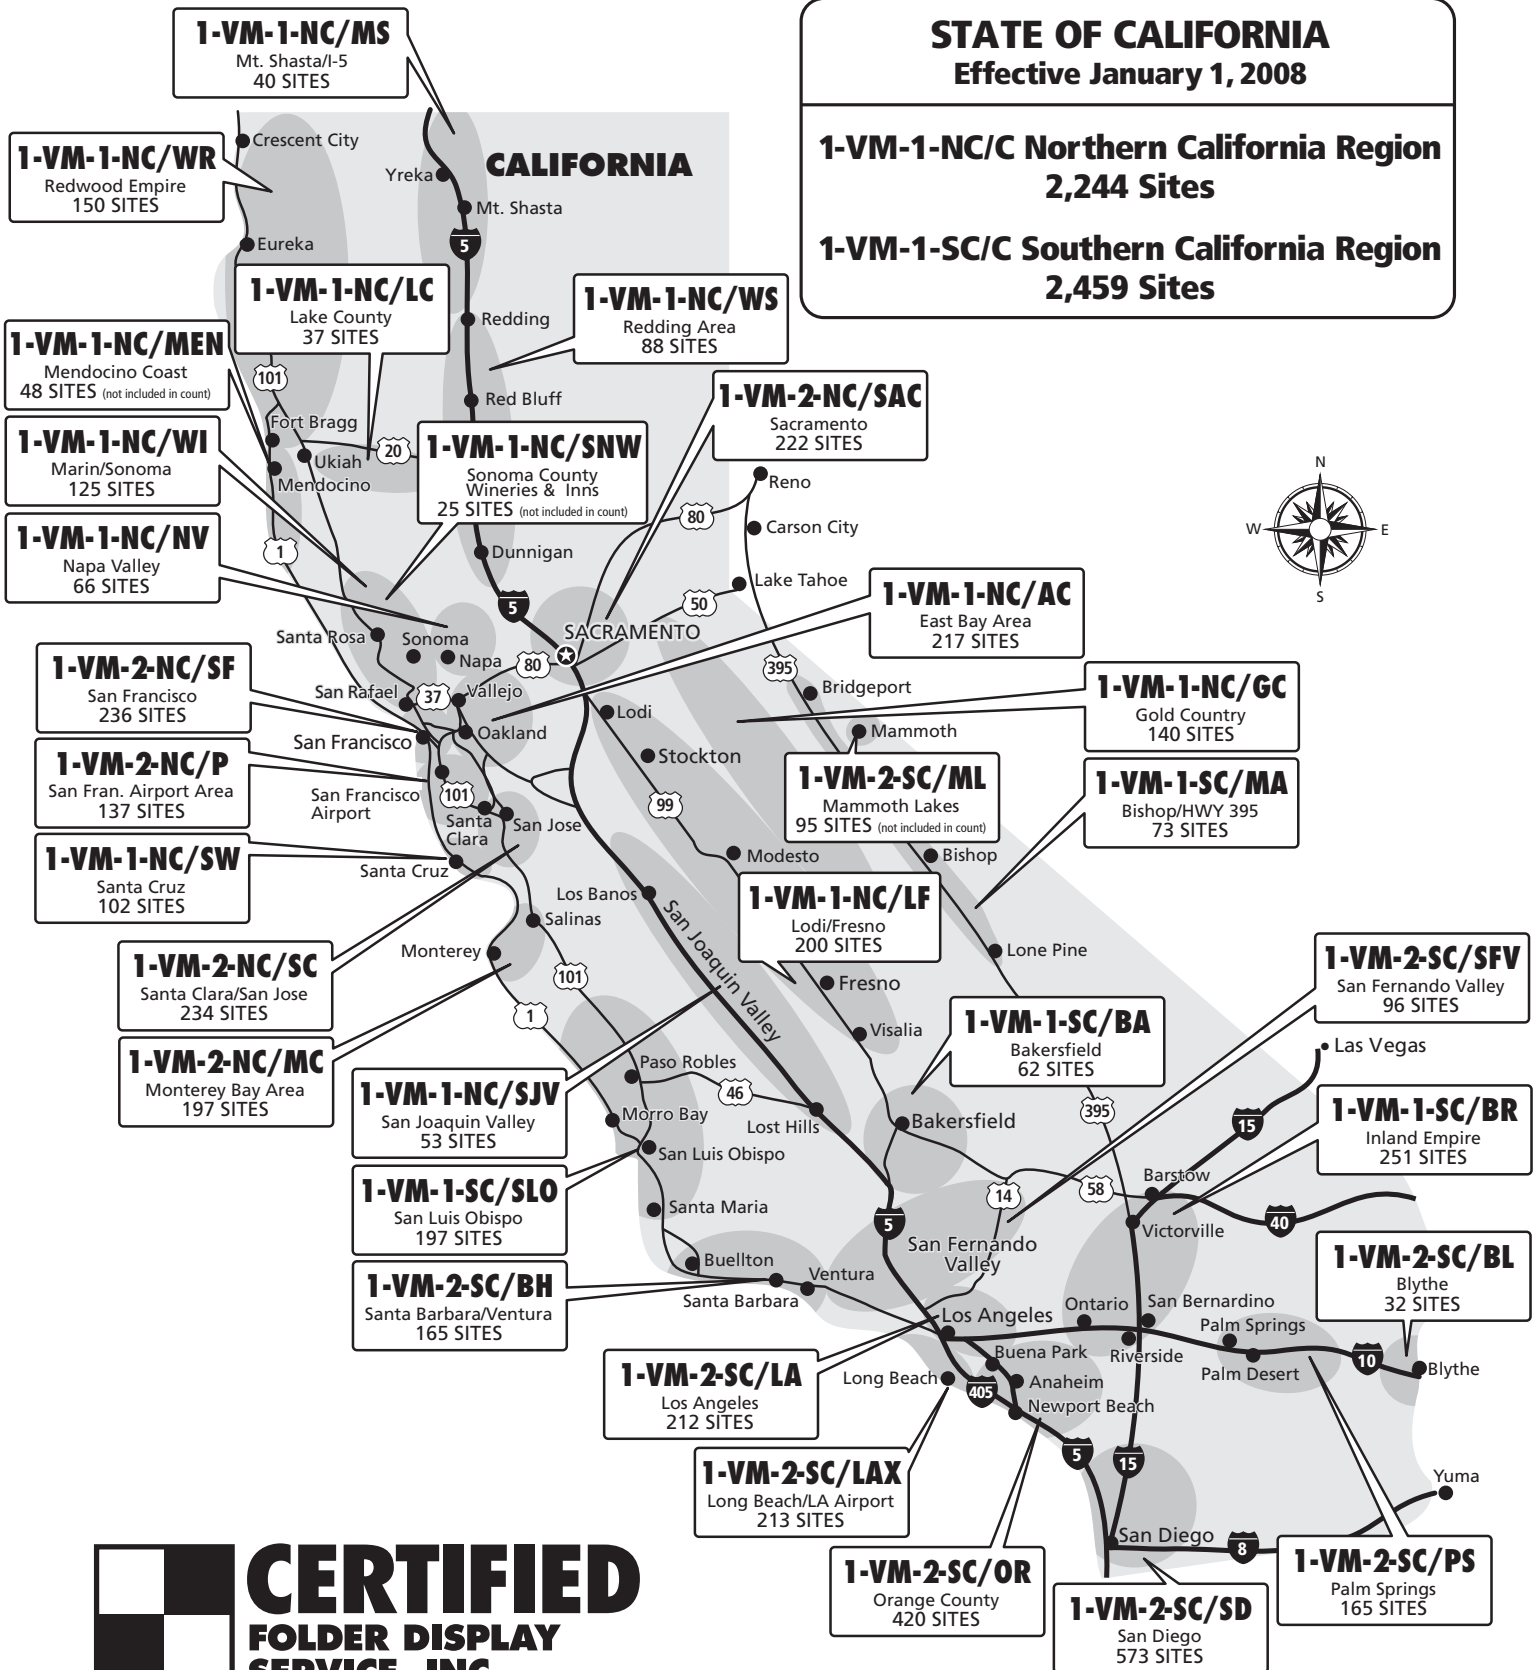 STATE OF CALIFORNIA
Effective January 1, 2008
1-VM-1-NC/C Northern California Region
2,244 Sites
1-VM-1-SC/C Southern California Region
2,459 Sites
1-VM-1-NC/MS
Mt. Shasta/I-5
40 SITES
1-VM-1-NC/WR
Redwood Empire
150 SITES
Crescent City
CALIFORNIA
Yreka
Mt. Shasta
5
Eureka
1-VM-1-NC/LC
Lake County
37 SITES
1-VM-1-NC/WS
Redding Area
88 SITES
Redding
1-VM-1-NC/MEN
Mendocino Coast
48 SITES (not included in count)
101
Red Bluff
1-VM-2-NC/SAC
Sacramento
222 SITES
Fort Bragg
20
Ukiah
Mendocino
1-VM-1-NC/WI
Marin/Sonoma
125 SITES
1-VM-1-NC/SNW
Sonoma County
Wineries & Inns
25 SITES (not included in count)
Reno
80
Carson City
N
W
E
S
1-VM-1-NC/NV
Napa Valley
66 SITES
1
Dunnigan
Lake Tahoe
50
5
1-VM-1-NC/AC
East Bay Area
217 SITES
SACRAMENTO
Santa Rosa
Sonoma
Napa
80
395
1-VM-2-NC/SF
San Francisco
236 SITES
San Rafael
37
Vallejo
Bridgeport
1-VM-1-NC/GC
Gold Country
140 SITES
Lodi
Oakland
San Francisco
Mammoth
Stockton
1-VM-2-NC/P
San Fran. Airport Area
137 SITES
San Francisco
Airport
101
99
Santa
Clara
San Jose
1-VM-2-SC/ML
Mammoth Lakes
95 SITES (not included in count)
1-VM-1-SC/MA
Bishop/HWY 395
73 SITES
1-VM-1-NC/SW
Santa Cruz
102 SITES
Santa Cruz
Modesto
Bishop
Los Banos
San Joaquin Valley
1-VM-1-NC/LF
Lodi/Fresno
200 SITES
Salinas
Monterey
Lone Pine
1-VM-2-NC/SC
Santa Clara/San Jose
234 SITES
101
1
Fresno
Visalia
1-VM-2-SC/SFV
San Fernando Valley
96 SITES
1-VM-2-NC/MC
Monterey Bay Area
197 SITES
1-VM-1-SC/BA
Bakersfield
62 SITES
Las Vegas
Paso Robles
46
1-VM-1-NC/SJV
San Joaquin Valley
53 SITES
Morro Bay
Lost Hills
Bakersfield
395
15
1-VM-1-SC/BR
Inland Empire
251 SITES
San Luis Obispo
1-VM-1-SC/SLO
San Luis Obispo
197 SITES
Santa Maria
14
58
Barstow
40
Victorville
5
San Fernando
Valley
1-VM-2-SC/BL
Blythe
32 SITES
Buellton
Ventura
Santa Barbara
1-VM-2-SC/BH
Santa Barbara/Ventura
165 SITES
Los Angeles
Ontario
San Bernardino
Palm Springs
Riverside
Palm Desert
10
Blythe
Buena Park
Long Beach
405
Anaheim
Newport Beach
1-VM-2-SC/LA
Los Angeles
212 SITES
5
15
1-VM-2-SC/LAX
Long Beach/LA Airport
213 SITES
Yuma
San Diego
8
1-VM-2-SC/OR
Orange County
420 SITES
1-VM-2-SC/SD
San Diego
573 SITES
1-VM-2-SC/PS
Palm Springs
165 SITES
CERTIFIED
FOLDER DISPLAY
SERVICE, INC